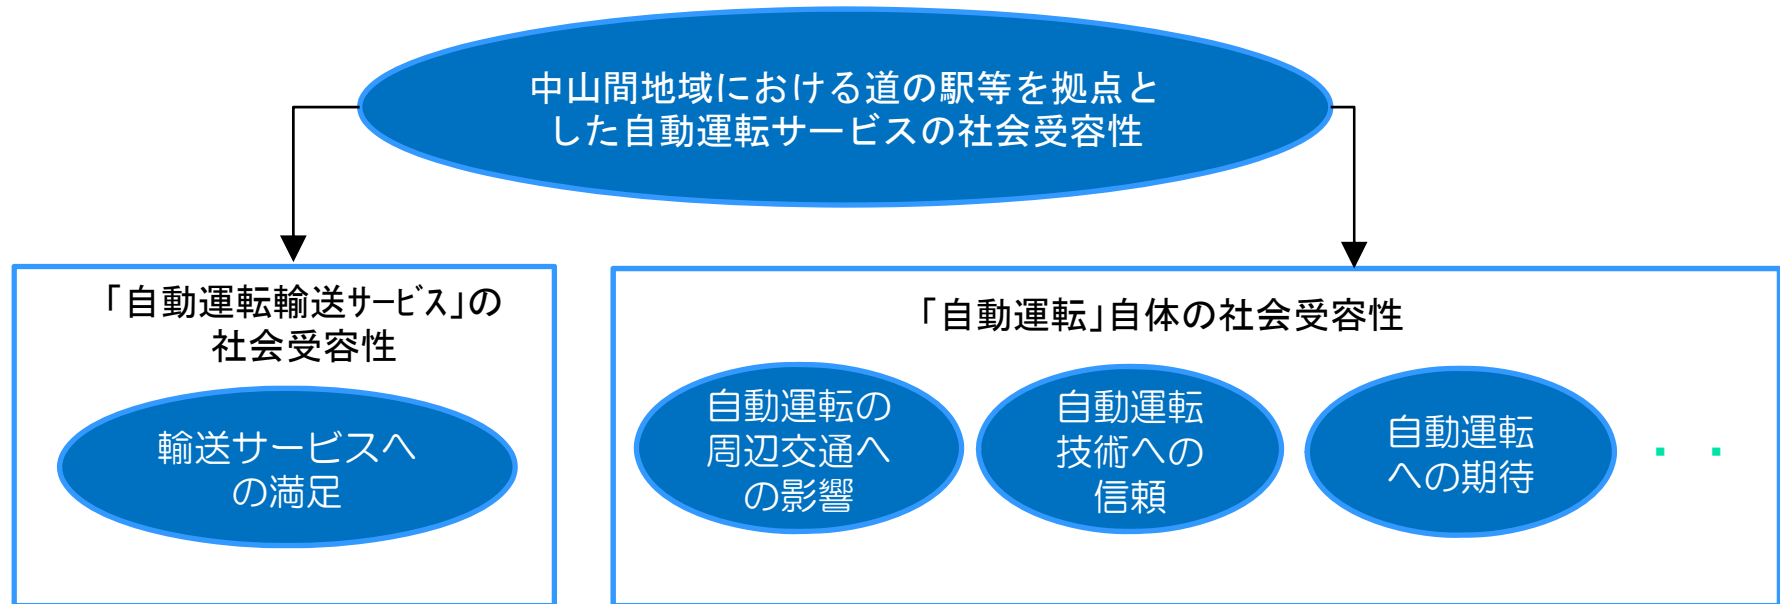 中山間地域における道の駅等を拠点と
した自動運転サービスの社会受容性
「自動運転輸送ｻｰﾋﾞｽ」の
社会受容性
輸送サービスへ
の満足
「自動運転」自体の社会受容性
自動運転の
周辺交通へ
の影響
自動運転
技術への
信頼
自動運転
への期待
・・